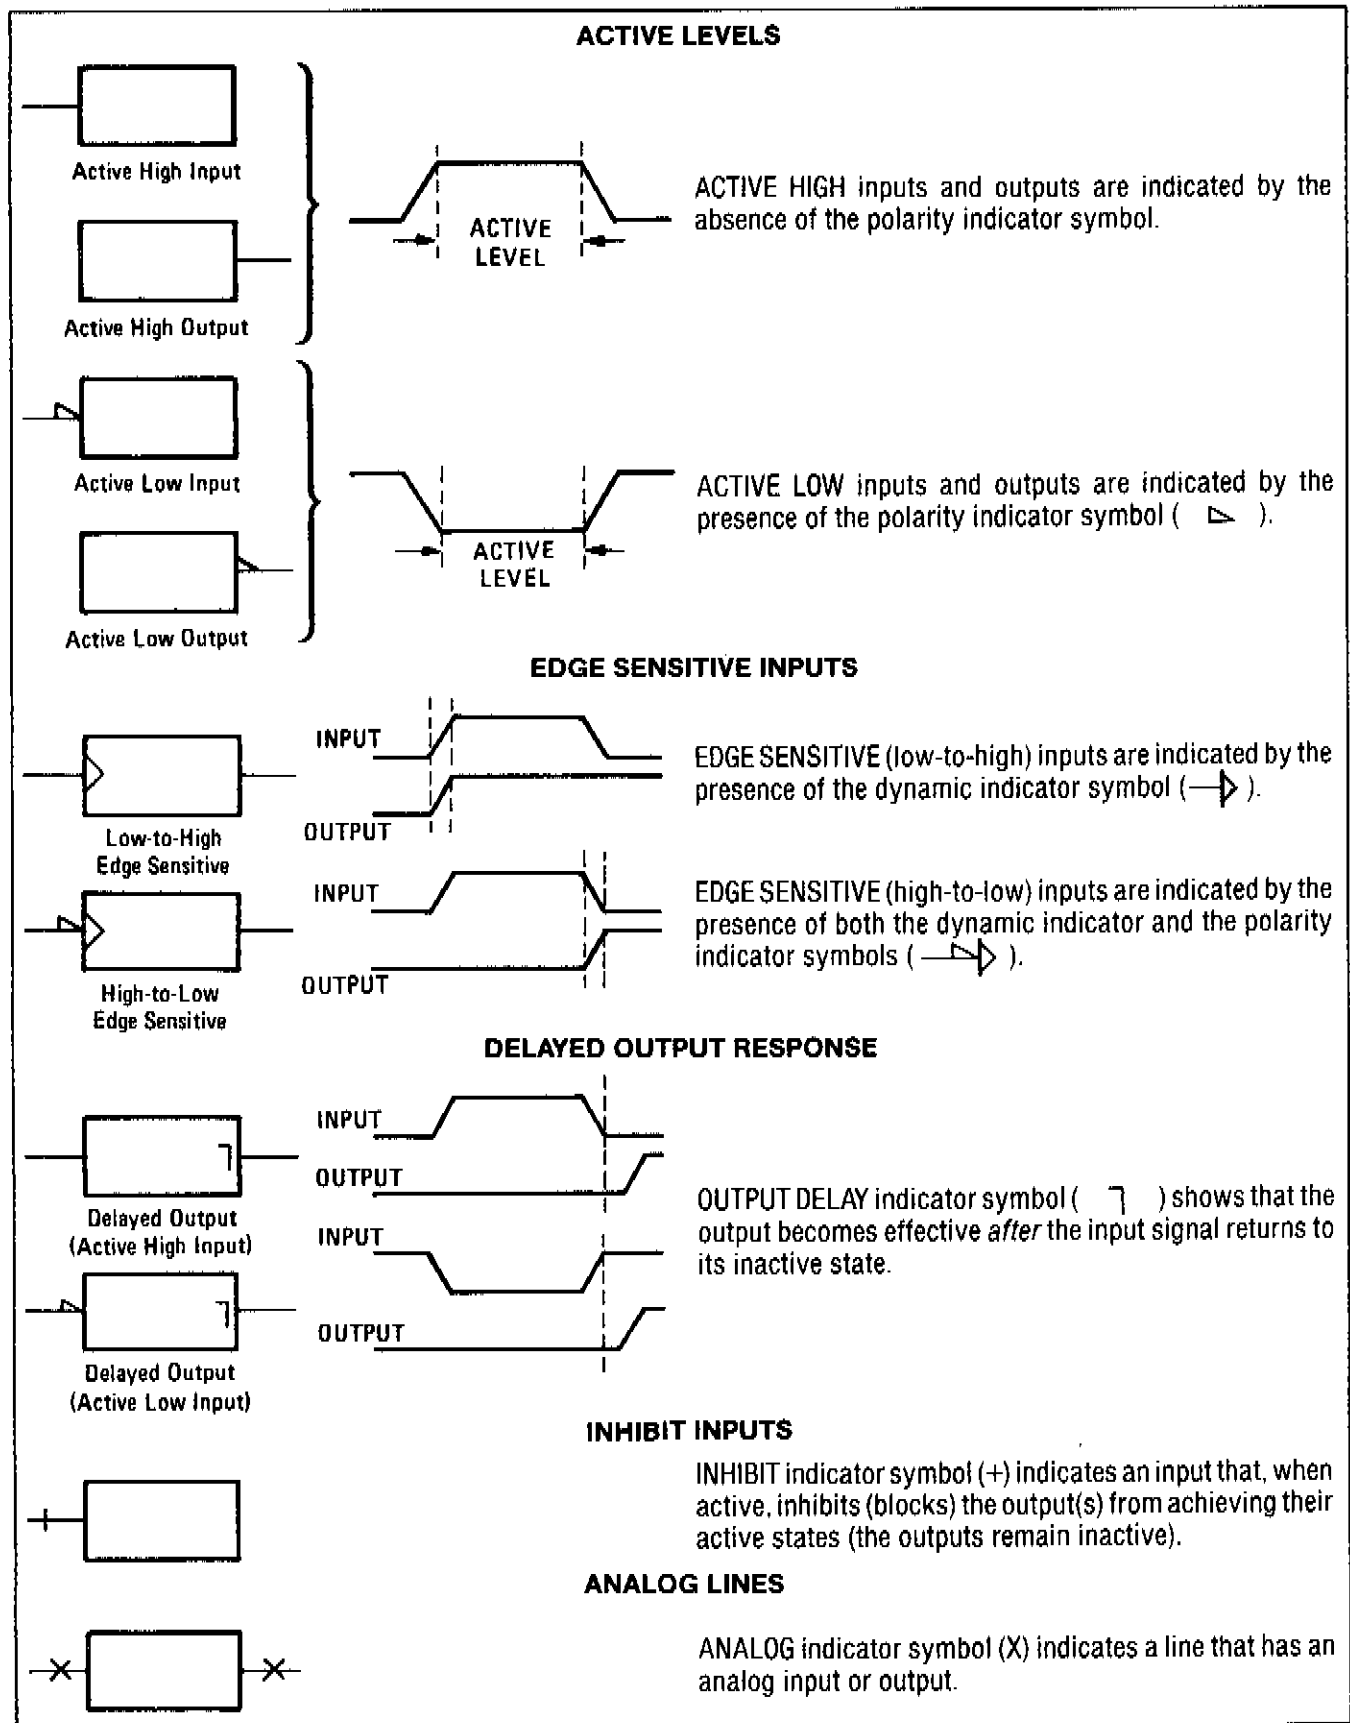 ACTIVE LEVELS
Active High Input
Active High Output
ACTIVE
LEVEL
ACTIVE HIGH inputs and outputs are indicated by the
absence of the polarity indicator symbol.
Active Low Input
Active Low Output
ACTIVE
LEVEL
ACTIVE LOW inputs and outputs are indicated by the
presence of the polarity indicator symbol ( ).
EDGE SENSITIVE INPUTS
Low-to-High
Edge Sensitive
INPUT
OUTPUT
EDGE SENSITIVE (low-to-high) inputs are indicated by the
presence of the dynamic indicator symbol ( ).
High-to-Low
Edge Sensitive
INPUT
OUTPUT
EDGE SENSITIVE (high-to-low) inputs are indicated by the
presence of both the dynamic indicator and the polarity
indicator symbols ( ).
DELAYED OUTPUT RESPONSE
Delayed Output
(Active High Input)
INPUT
OUTPUT
Delayed Output
(Active Low Input)
INPUT
OUTPUT
OUTPUT DELAY indicator symbol ( ┐ ) shows that the
output becomes effective after the input signal returns to
its inactive state.
INHIBIT INPUTS
INHIBIT indicator symbol (+) indicates an input that, when
active, inhibits (blocks) the output(s) from achieving their
active states (the outputs remain inactive).
ANALOG LINES
ANALOG indicator symbol (X) indicates a line that has an
analog input or output.